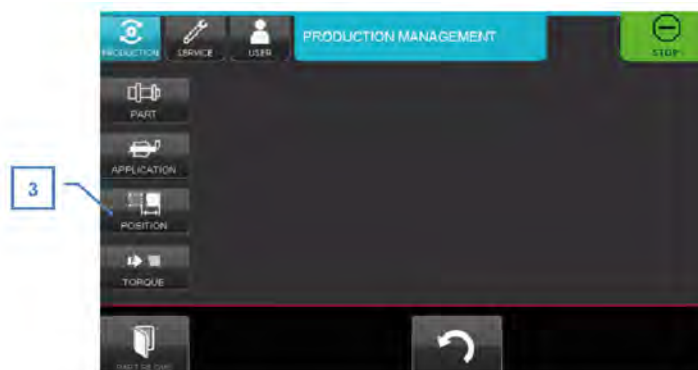 PRODUCTION
SERVICE
USER
PRODUCTION MANAGEMENT
STOP
PART
APPLICATION
3
POSITION
TORQUE